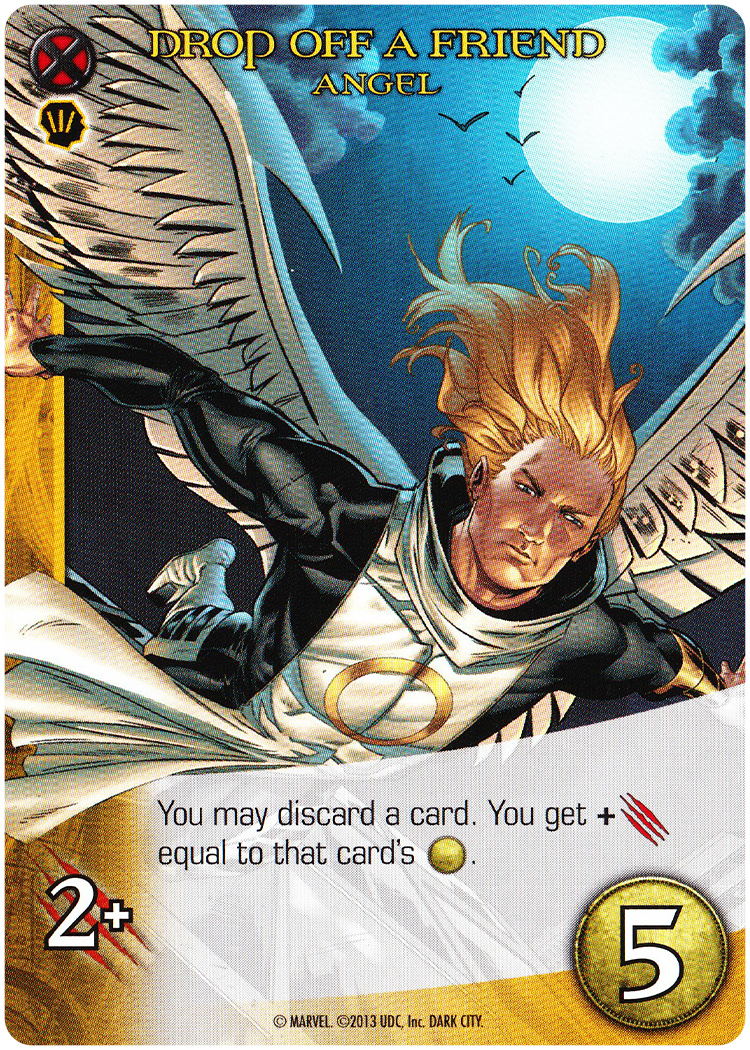 DROP OFF A FRIEND
ANGEL
You may discard a card. You get +
equal to that card's .
2+
5
© MARVEL. ©2013 UDC, Inc. DARK CITY.